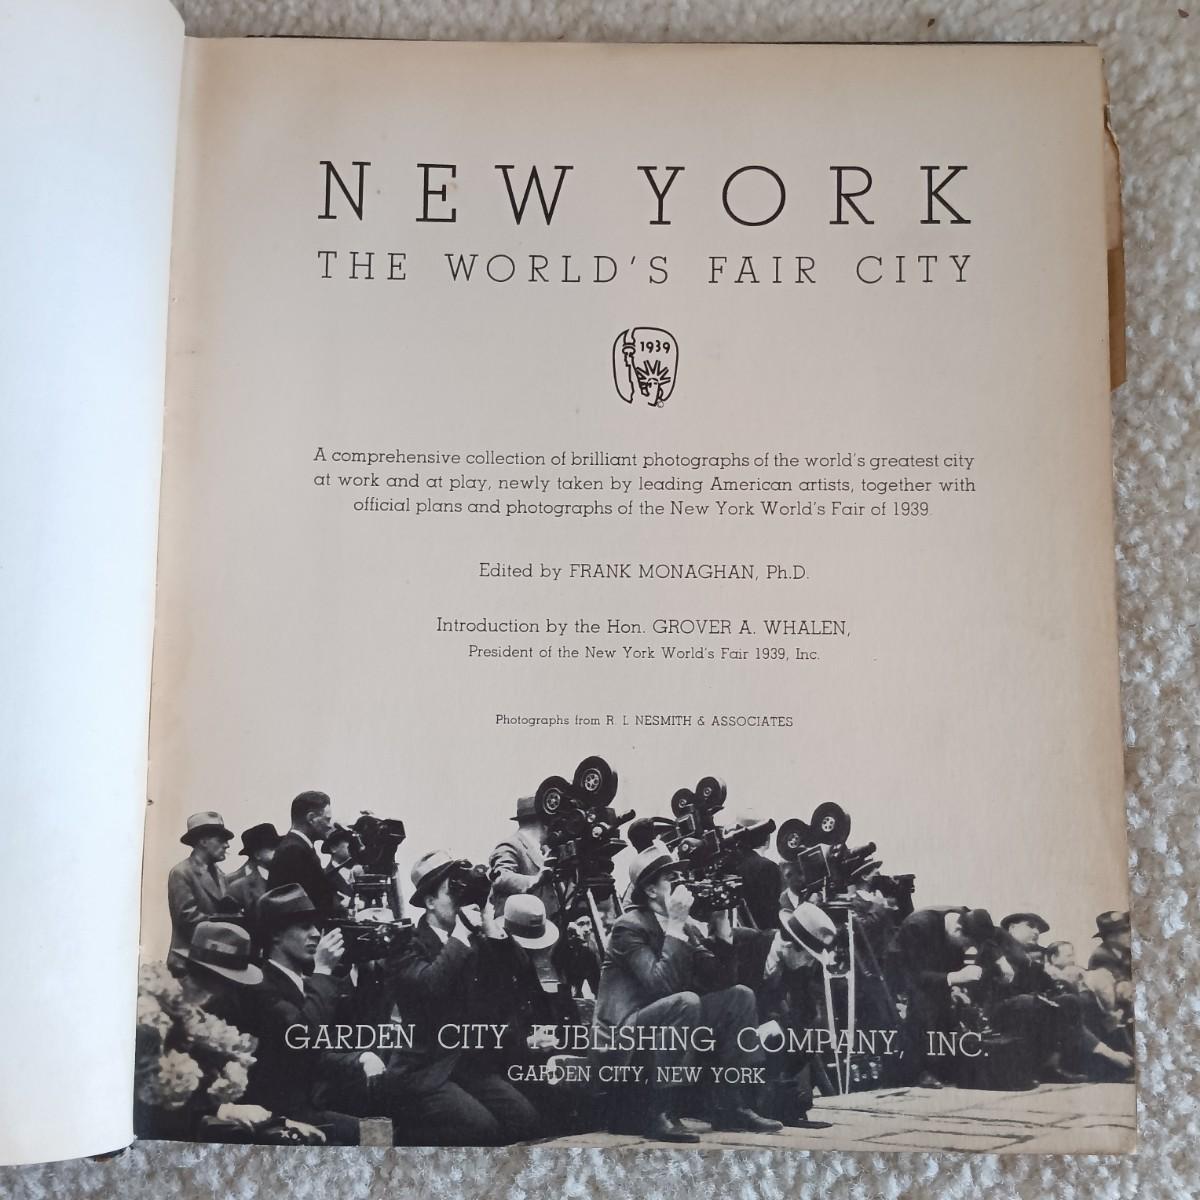 NEW YORK
THE WORLD'S FAIR CITY
1939
A comprehensive collection of brilliant photographs of the world's greatest city
at work and at play, newly taken by leading American artists, together with
official plans and photographs of the New York World's Fair of 1939.
Edited by FRANK MONAGHAN, Ph.D.
Introduction by the Hon. GROVER A. WHALEN,
President of the New York World's Fair 1939, Inc.
Photographs from R. I. NESMITH & ASSOCIATES
GARDEN CITY PUBLISHING COMPANY, INC.
GARDEN CITY, NEW YORK